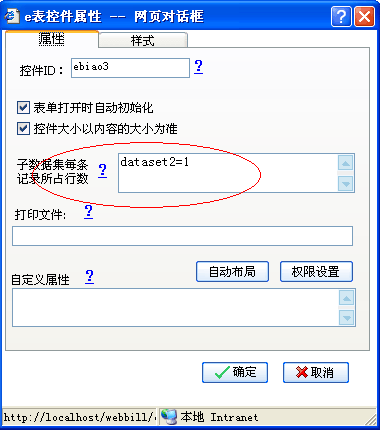 e表控件属性 -- 网页对话框
属性 样式
控件ID： ebiao3 ?
表单打开时自动初始化
控件大小以内容的大小为准
子数据集每条
记录所占行数 ? dataset2=1
打印文件: ?
自定义属性 ? 自动布局 权限设置
确定 取消
http://localhost/webbill/ 本地 Intranet